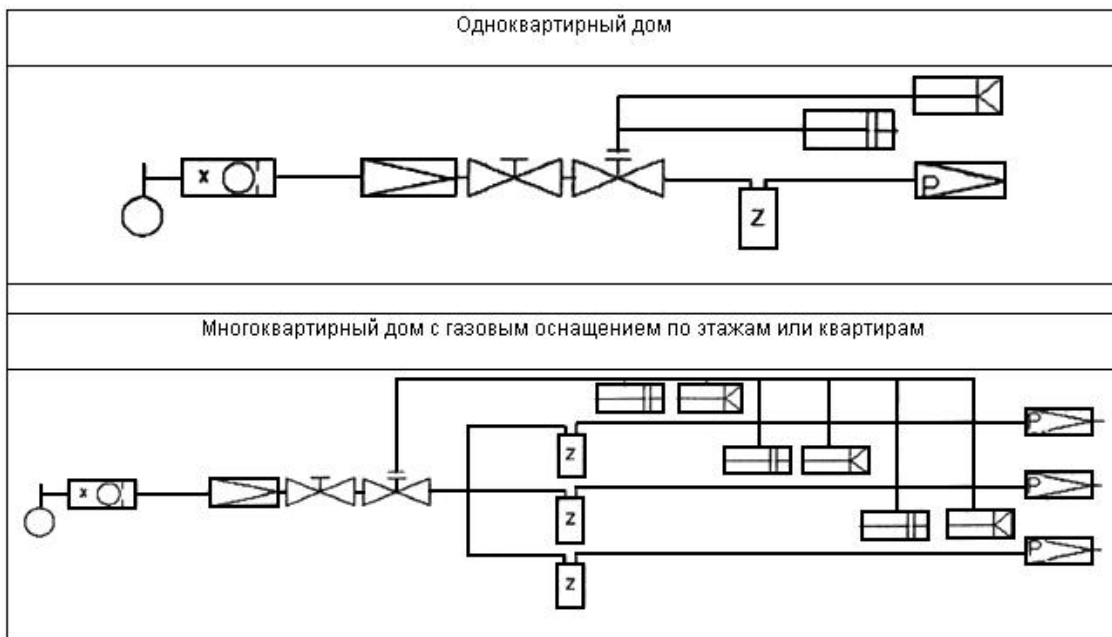 Одноквартирный дом
x
Z
P
Многоквартирный дом с газовым оснащением по этажам или квартирам
P
Z
x
P
Z
P
Z